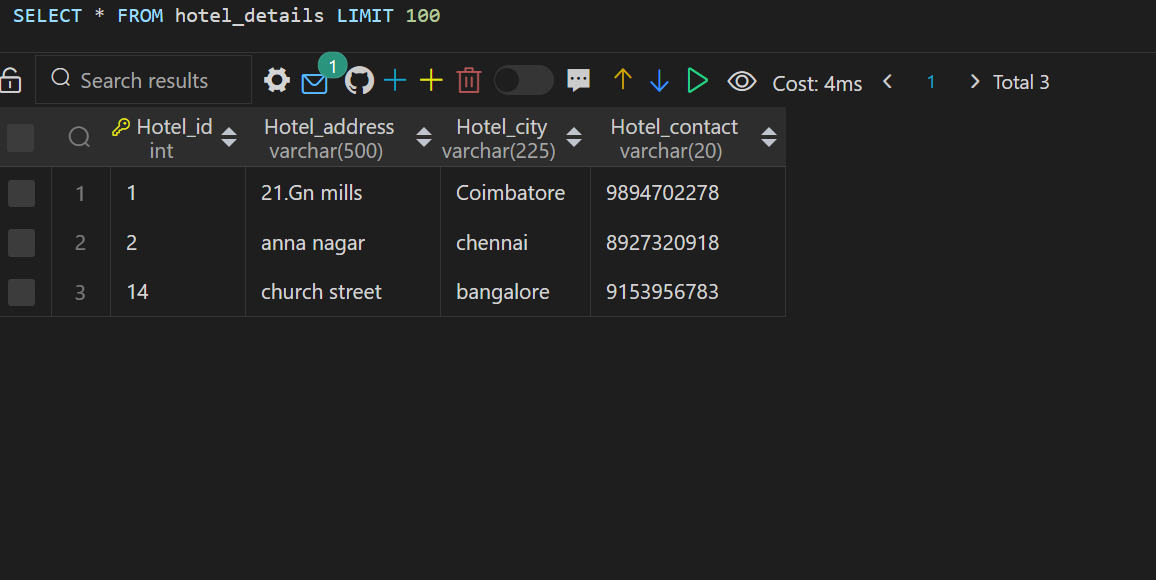 SELECT * FROM hotel_details LIMIT 100
Search results 1 Cost: 4ms 1 Total 3
Hotel_id Hotel_address Hotel_city Hotel_contact
int varchar(500) varchar(225) varchar(20)
1 1 21.Gn mills Coimbatore 9894702278
2 2 anna nagar chennai 8927320918
3 14 church street bangalore 9153956783